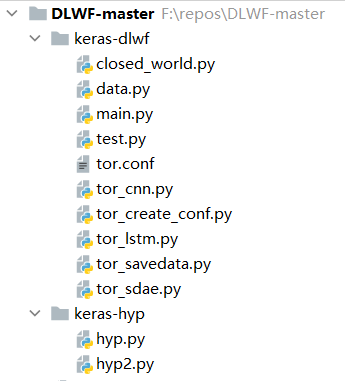 DLWF-master F:\repos\DLWF-master
keras-dlwf
closed_world.py
data.py
main.py
test.py
tor.conf
tor_cnn.py
tor_create_conf.py
tor_lstm.py
tor_savedata.py
tor_sdae.py
keras-hyp
hyp.py
hyp2.py